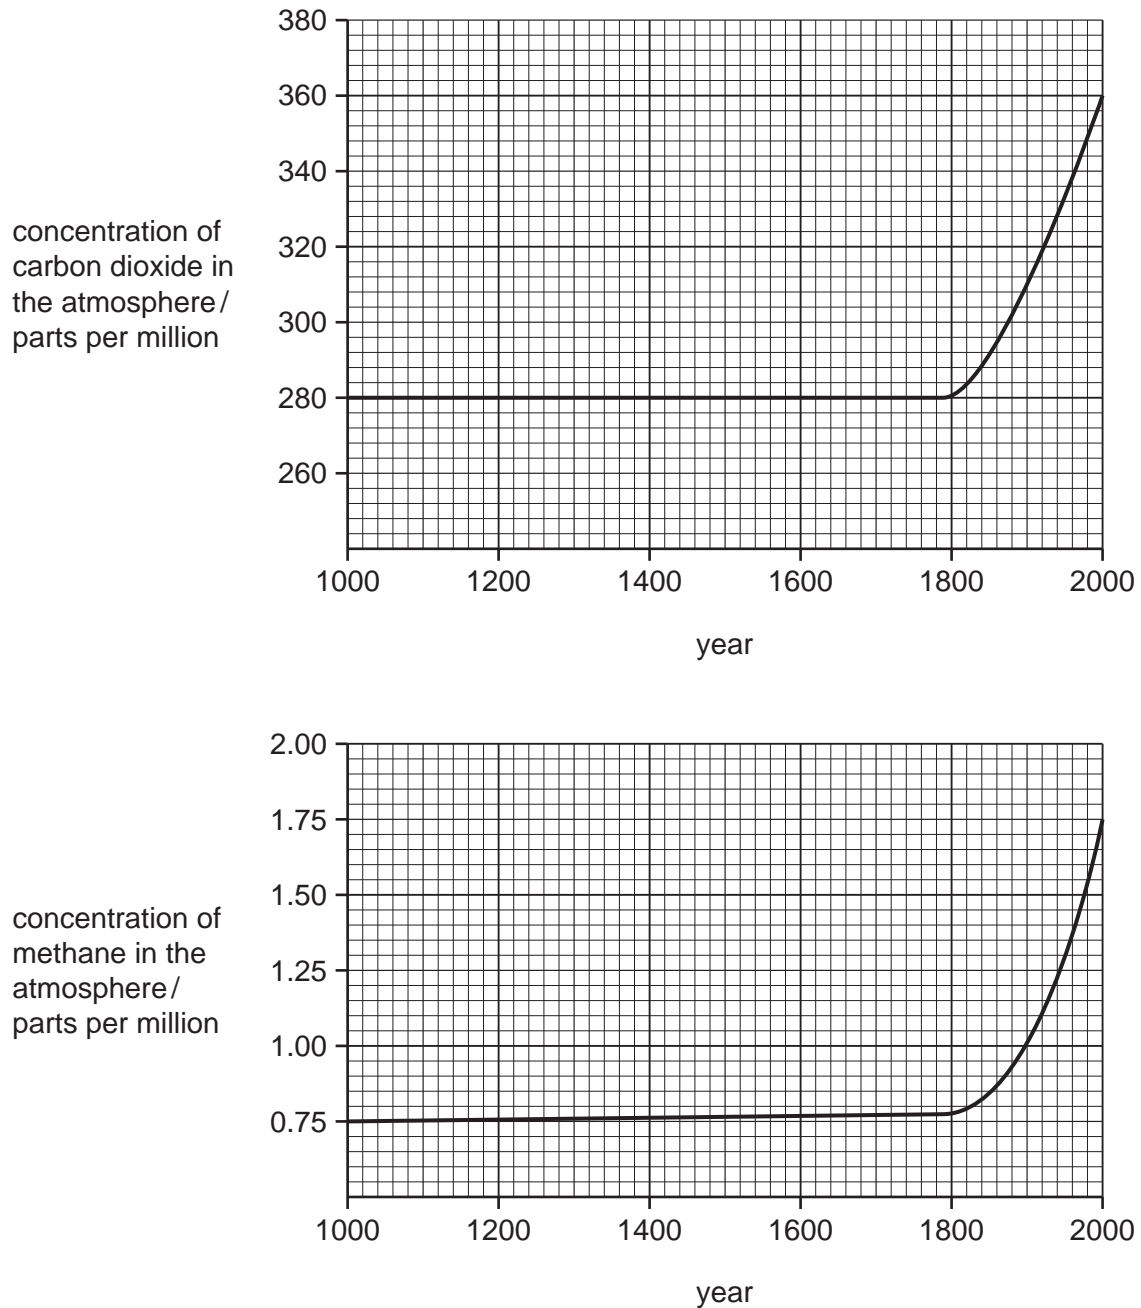 380
360
340
320
300
280
260
concentration of
carbon dioxide in
the atmosphere/
parts per million
1000 1200 1400 1600 1800 2000
year
2.00
1.75
1.50
1.25
1.00
0.75
concentration of
methane in the
atmosphere/
parts per million
1000 1200 1400 1600 1800 2000
year